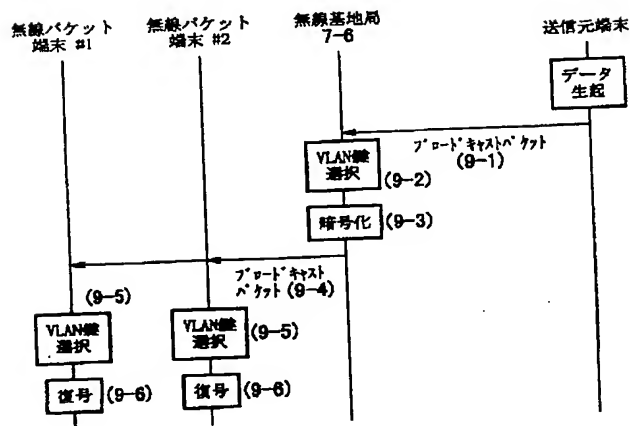 無線パケット
端末 #1
無線パケット
端末 #2
無線基地局
7-6
送信元端末
データ
生起
ブロードキャストパケット
(9-1)
VLAN鍵
選択
(9-2)
暗号化
(9-3)
ブロードキャスト
パケット (9-4)
(9-5)
VLAN鍵
選択
VLAN鍵
選択
(9-5)
復号
(9-6)
復号
(9-6)